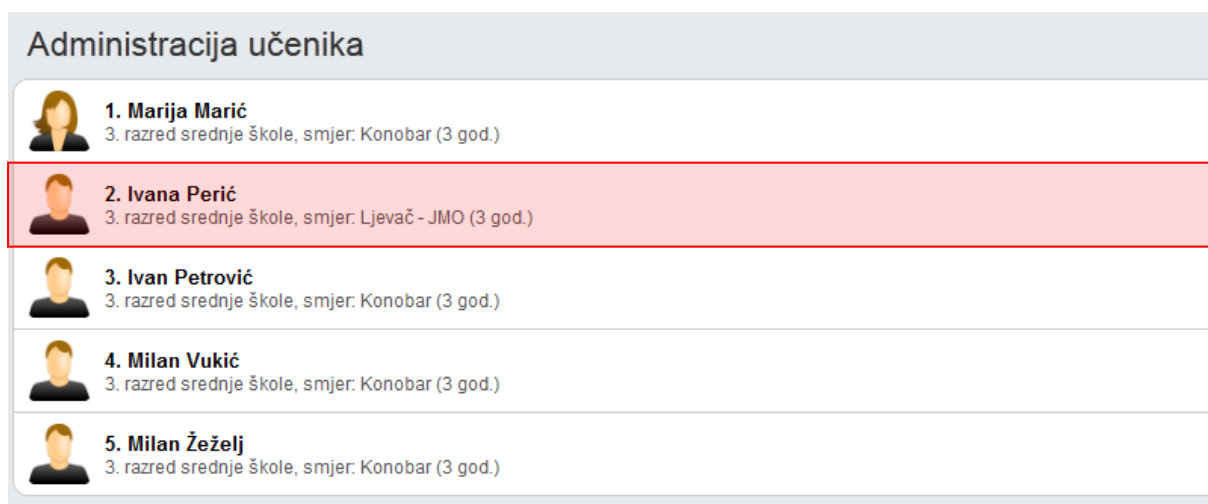 Administracija učenika
1. Marija Marić
3. razred srednje škole, smjer: Konobar (3 god.)
2. Ivana Perić
3. razred srednje škole, smjer: Ljevač - JMO (3 god.)
3. Ivan Petrović
3. razred srednje škole, smjer: Konobar (3 god.)
4. Milan Vukić
3. razred srednje škole, smjer: Konobar (3 god.)
5. Milan Žeželj
3. razred srednje škole, smjer: Konobar (3 god.)